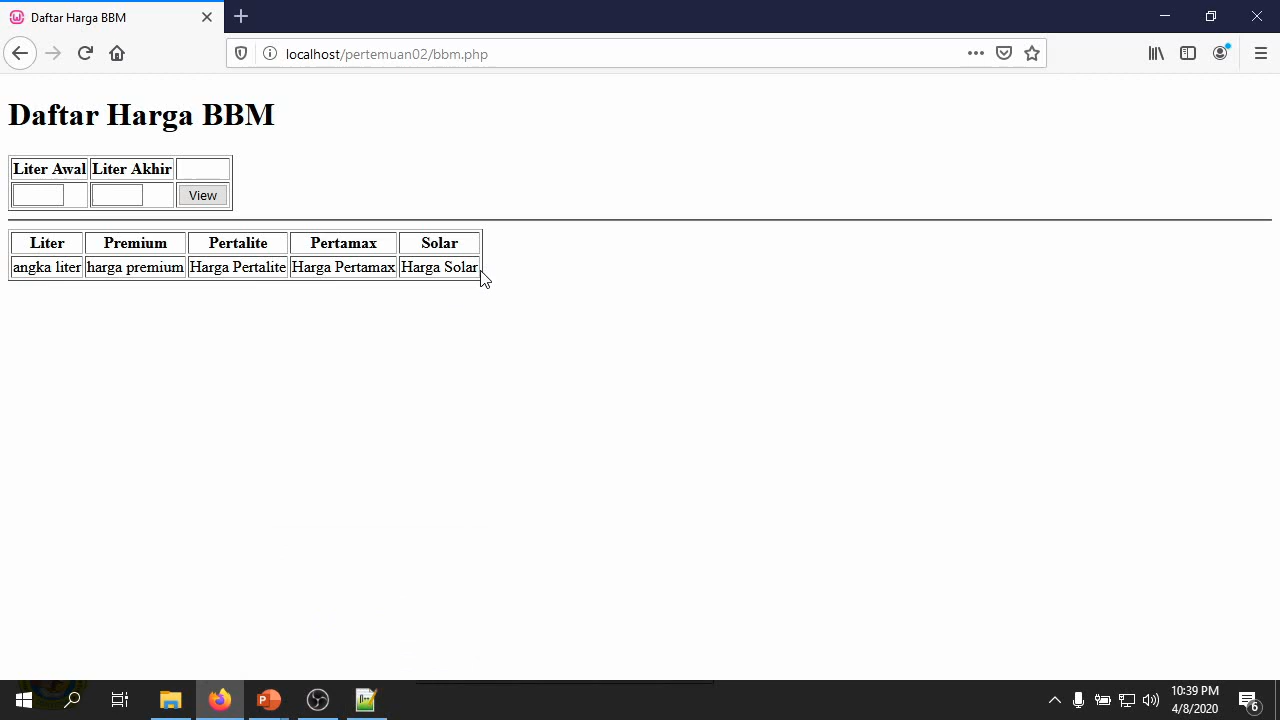 Daftar Harga BBM
localhost/pertemuan02/bbm.php
Daftar Harga BBM
Liter Awal Liter Akhir
View
Liter Premium Pertalite Pertamax Solar
angka liter harga premium Harga Pertalite Harga Pertamax Harga Solar
10:39 PM
4/8/2020
6